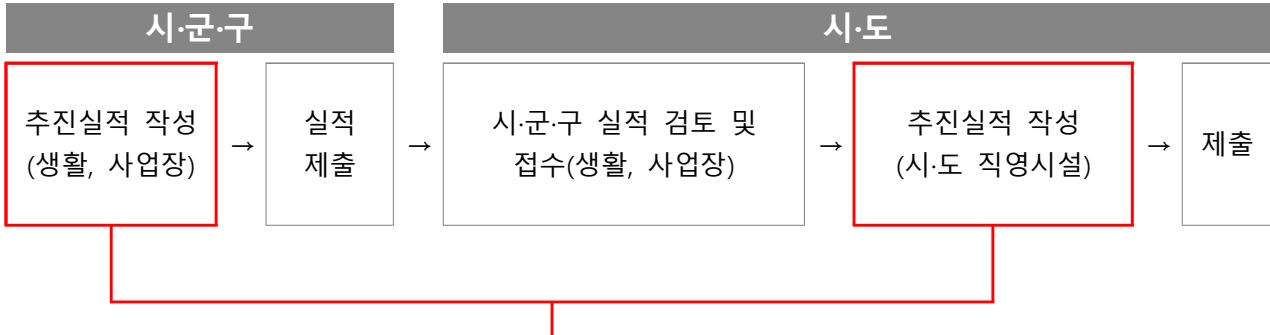 시·군·구
시·도
추진실적 작성
(생활, 사업장)
→
실적
제출
→
시·군·구 실적 검토 및
접수(생활, 사업장)
→
추진실적 작성
(시·도 직영시설)
→
제출